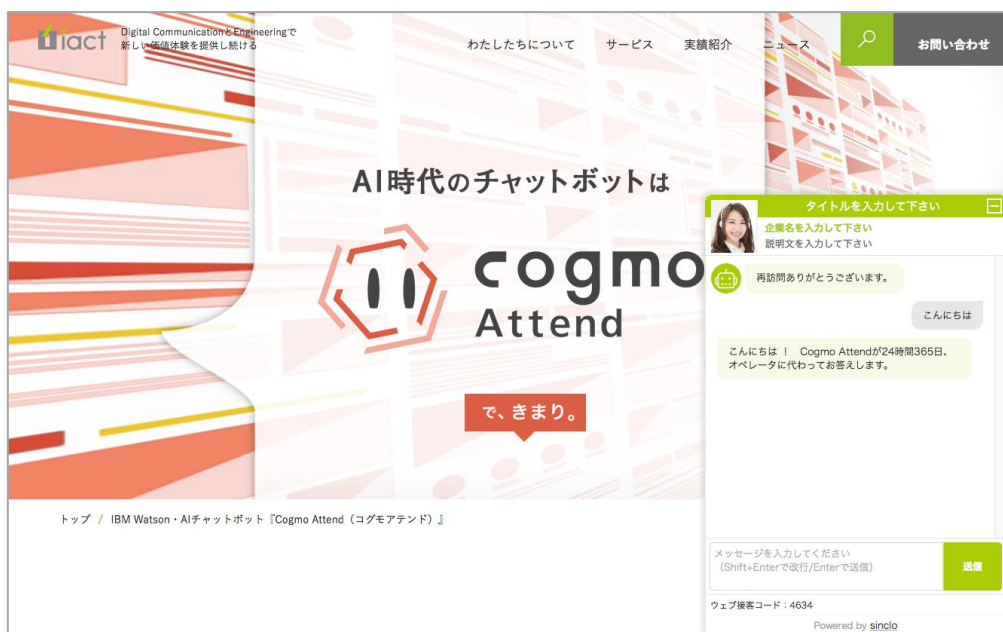 iact
Digital CommunicationとEngineeringで
新しい価値体験を提供し続ける
わたしたちについて サービス 実績紹介 ニュース お問い合わせ
AI時代のチャットボットは
cogmo
Attend
で、きまり。
トップ / IBM Watson・AIチャットボット『Cogmo Attend（コグモアテンド）』
タイトルを入力して下さい
企業名を入力して下さい
説明文を入力して下さい
再訪問ありがとうございます。
こんにちは
こんにちは ！ Cogmo Attendが24時間365日、
オペレータに代わってお答えします。
メッセージを入力してください
（Shift+Enterで改行/Enterで送信）
送信
ウェブ接客コード：4634
Powered by sinclo